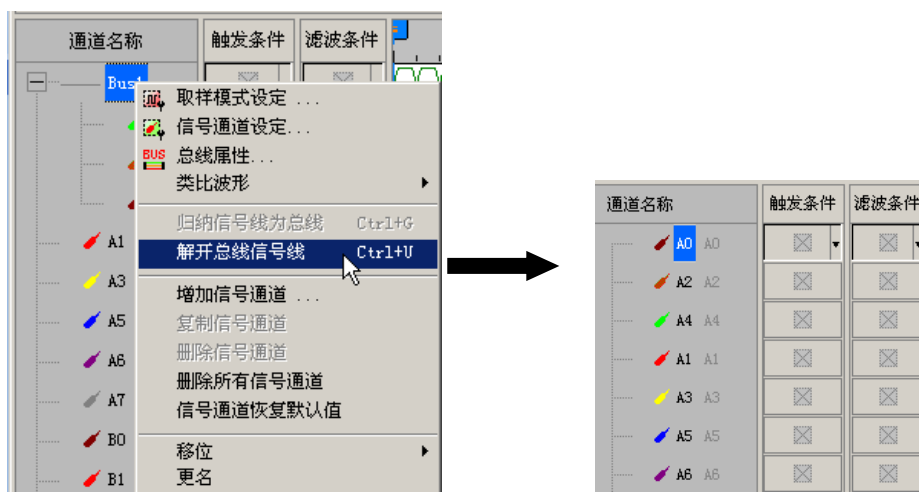 通道名称 触发条件 滤波条件
Bus1
取样模式设定 ...
信号通道设定...
BUS 总线属性...
类比波形
归纳信号线为总线 Ctrl+G
解开总线信号线 Ctrl+U
增加信号通道 ...
复制信号通道
删除信号通道
删除所有信号通道
信号通道恢复默认值
移位
更名
A1
A3
A5
A6
A7
B0
B1
通道名称 触发条件 滤波条件
A0 A0
A2 A2
A4 A4
A1 A1
A3 A3
A5 A5
A6 A6